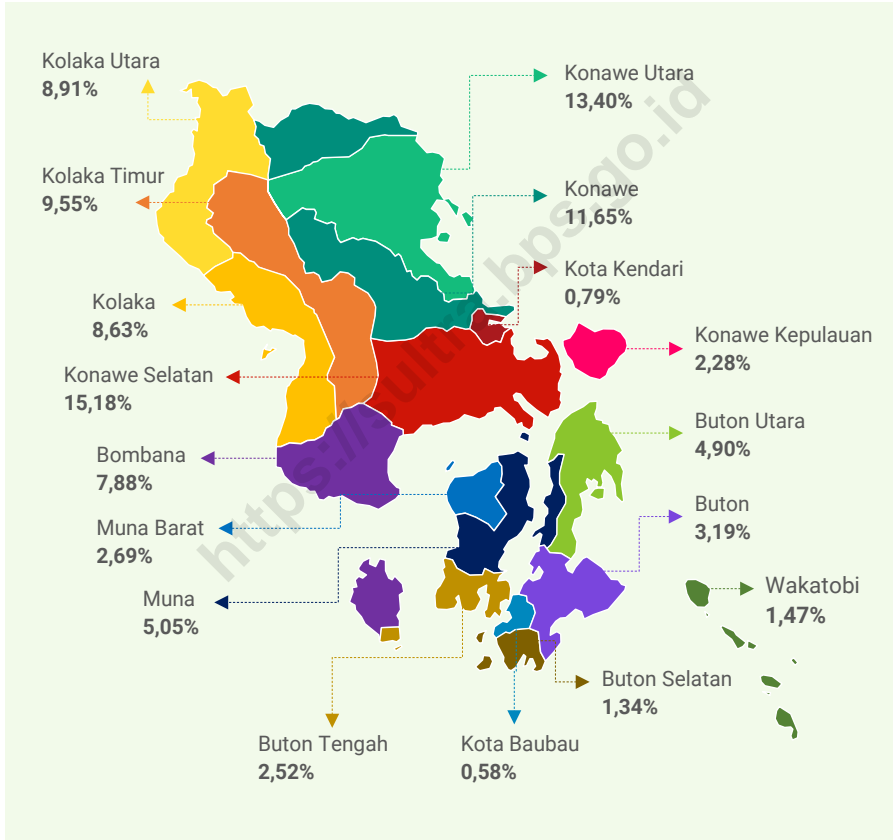 Kolaka Utara
8,91%
Konawe Utara
13,40%
Kolaka Timur
9,55%
Konawe
11,65%
Kota Kendari
0,79%
Kolaka
8,63%
Konawe Kepulauan
2,28%
Konawe Selatan
15,18%
Buton Utara
4,90%
Bombana
7,88%
Buton
3,19%
Muna Barat
2,69%
Wakatobi
1,47%
Muna
5,05%
Buton Selatan
1,34%
Buton Tengah
2,52%
Kota Baubau
0,58%
https://sultra.bps.go.id